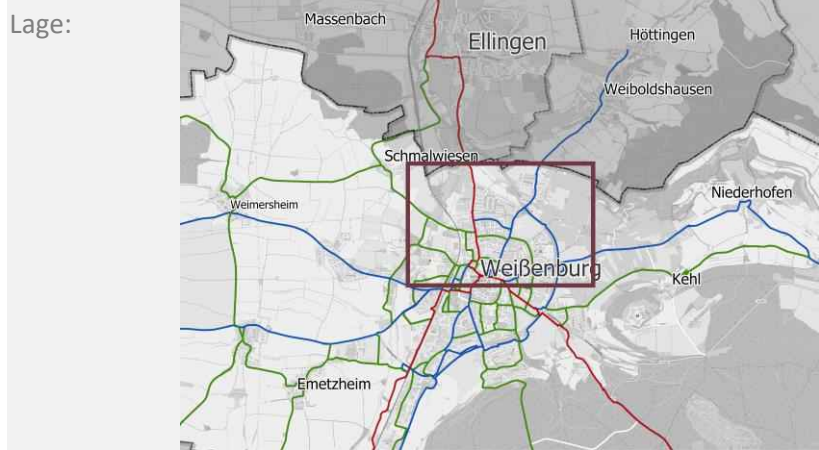 Lage:
Massenbach
Ellingen
Höttingen
Weiboldshausen
Schmalwiesen
Niederhofen
Weimersheim
Weißenburg
Kehl
Emetzheim